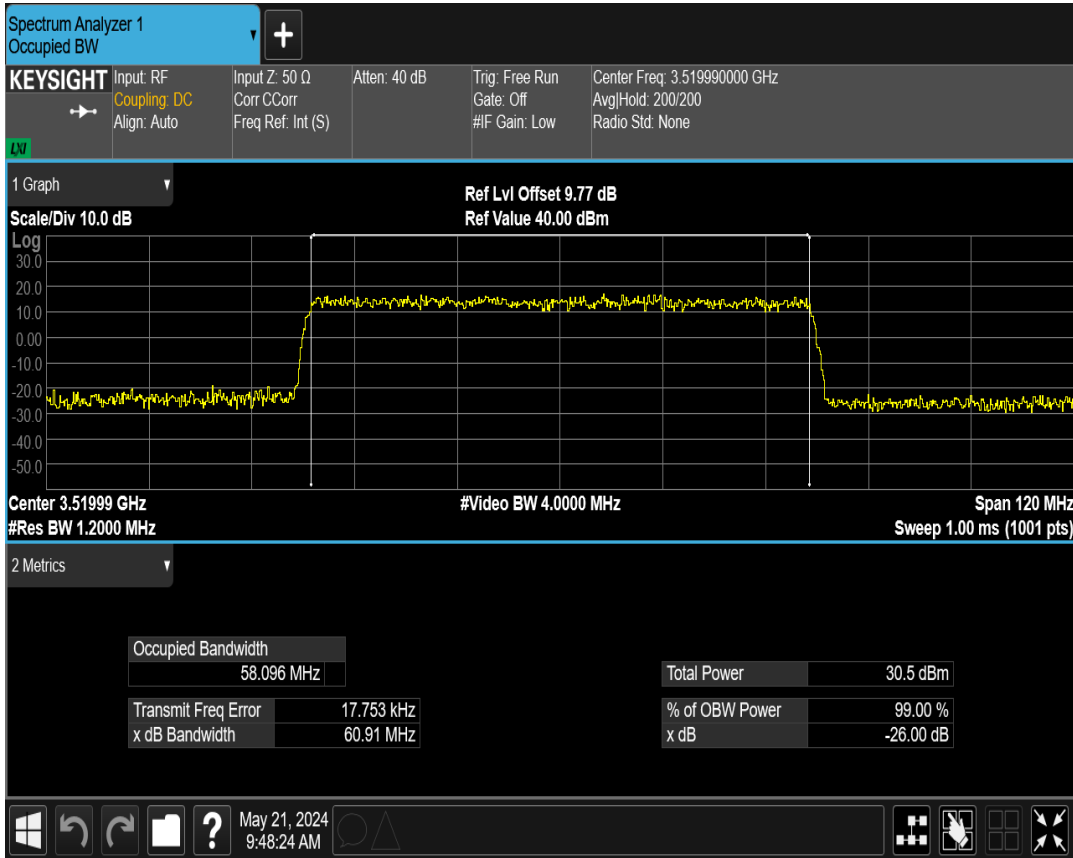 Spectrum Analyzer 1
Occupied BW
+
KEYSIGHT
LXI
Input: RF
Coupling: DC
Align: Auto
Input Z: 50 Ω
Corr CCorr
Freq Ref: Int (S)
Atten: 40 dB
Trig: Free Run
Gate: Off
#IF Gain: Low
Center Freq: 3.519990000 GHz
Avg|Hold: 200/200
Radio Std: None
1 Graph
Scale/Div 10.0 dB
Ref Lvl Offset 9.77 dB
Ref Value 40.00 dBm
Log
30.0
20.0
10.0
0.00
-10.0
-20.0
-30.0
-40.0
-50.0
Center 3.51999 GHz
#Video BW 4.0000 MHz
Span 120 MHz
#Res BW 1.2000 MHz
Sweep 1.00 ms (1001 pts)
2 Metrics
Occupied Bandwidth
58.096 MHz
Transmit Freq Error 17.753 kHz
x dB Bandwidth 60.91 MHz
Total Power 30.5 dBm
% of OBW Power 99.00 %
x dB -26.00 dB
?
May 21, 2024
9:48:24 AM